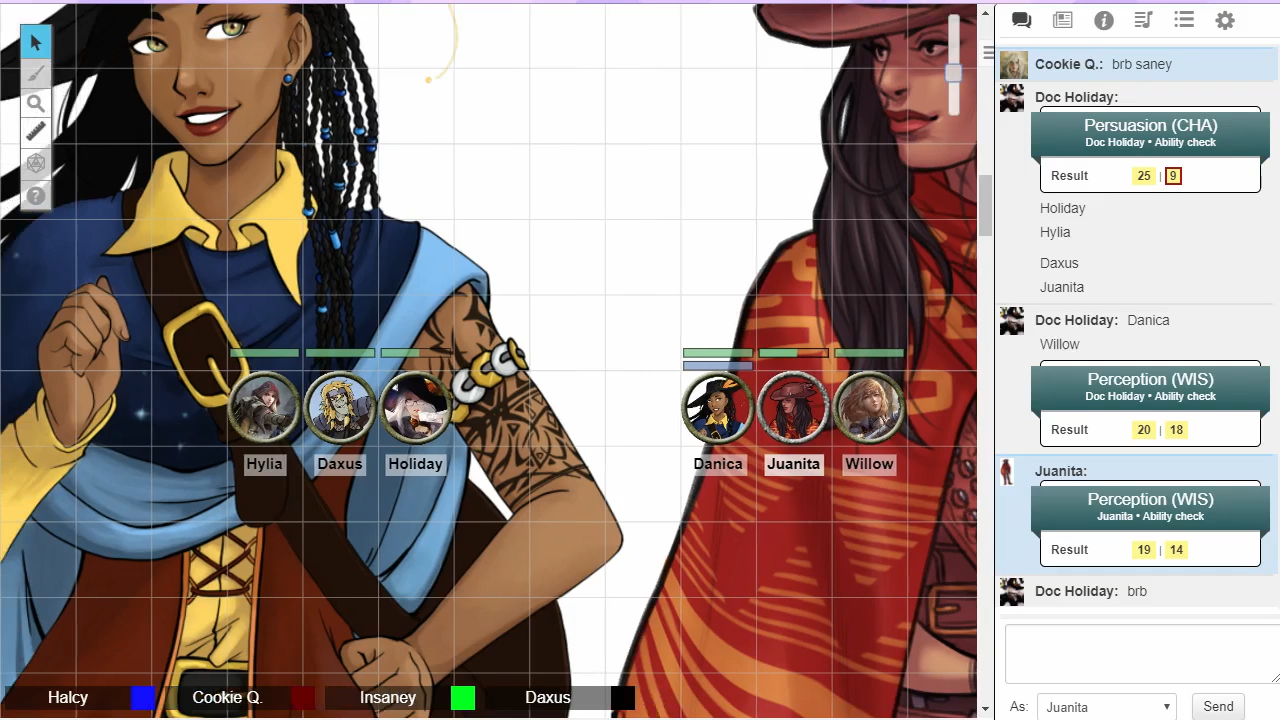 Cookie Q.: brb saney
Doc Holiday:
Persuasion (CHA)
Doc Holiday • Ability check
Result 25 | 9
Holiday
Hylia
Daxus
Juanita
Doc Holiday: Danica
Willow
Perception (WIS)
Doc Holiday • Ability check
Result 20 | 18
Juanita:
Perception (WIS)
Juanita • Ability check
Result 19 | 14
Doc Holiday: brb
As: Juanita Send
Hylia Daxus Holiday Danica Juanita Willow
Halcy Cookie Q. Insaney Daxus